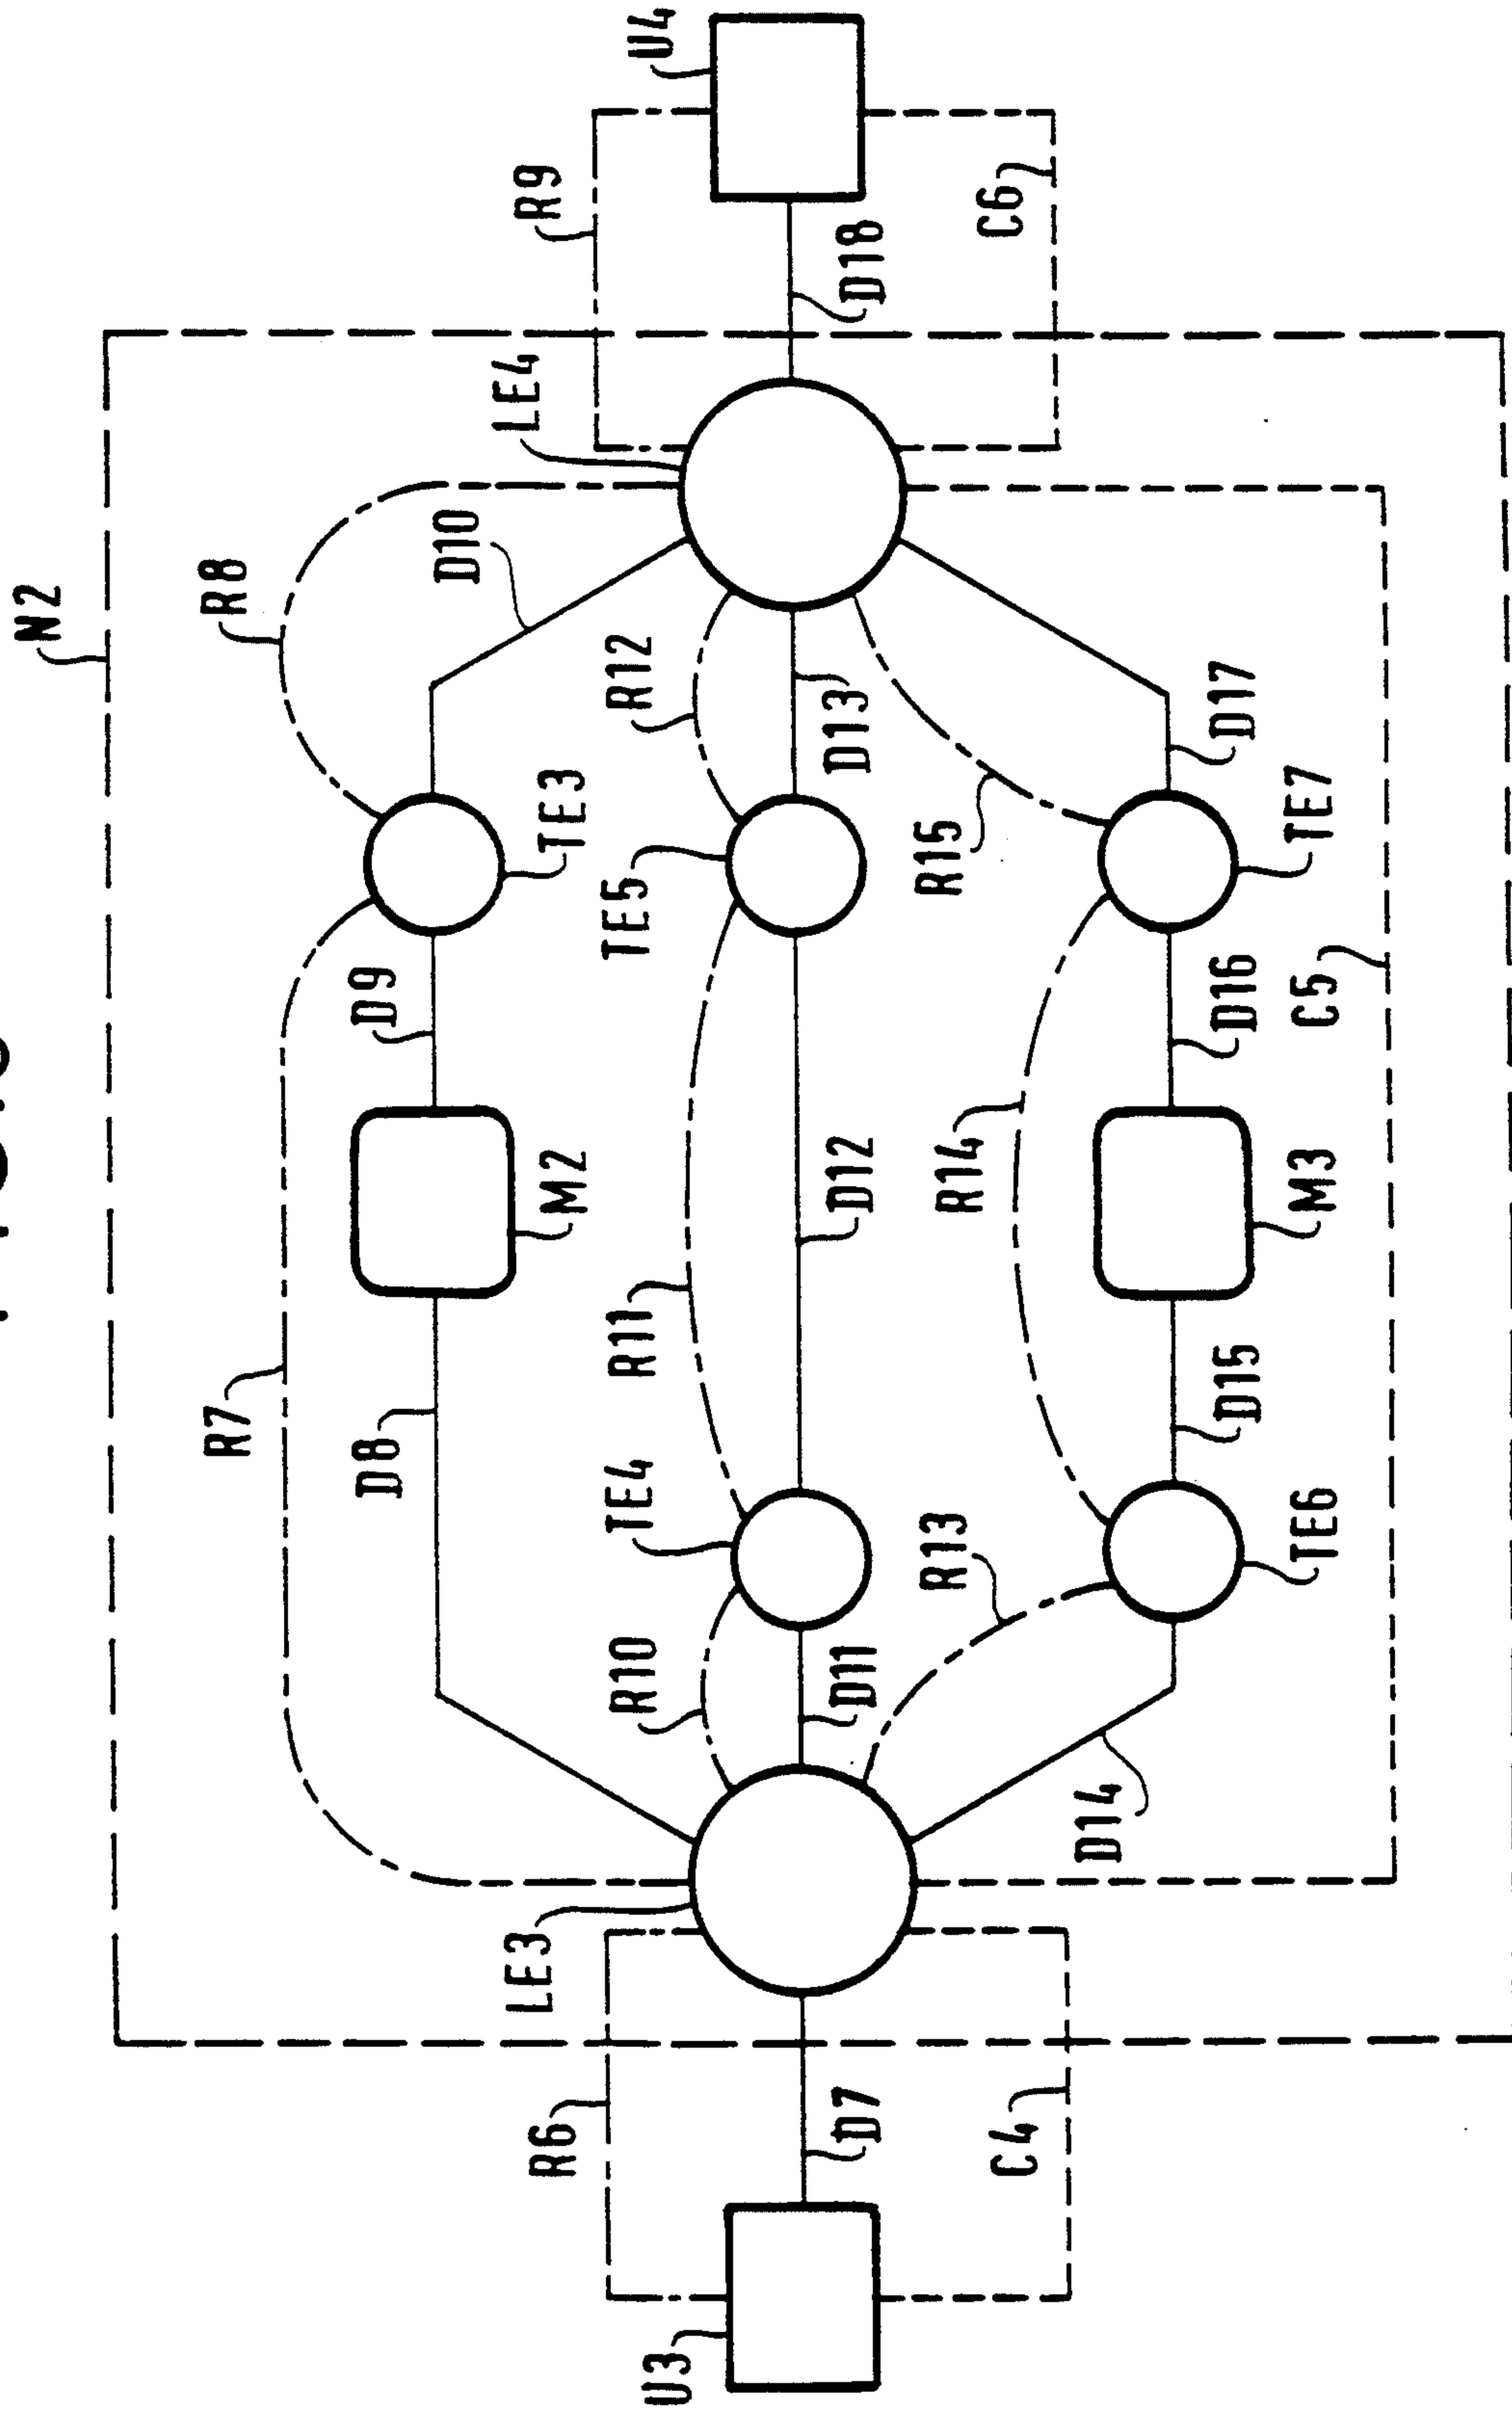 N2
R7
R8
D8
D9
D10
M2
TE3
LE3
LE4
R6
R9
R10
TE4
R11
TE5
R12
U3
U4
D7
D11
D12
D13
D18
C4
R13
R14
R15
C6
D14
D15
D16
D17
TE6
M3
TE7
C5